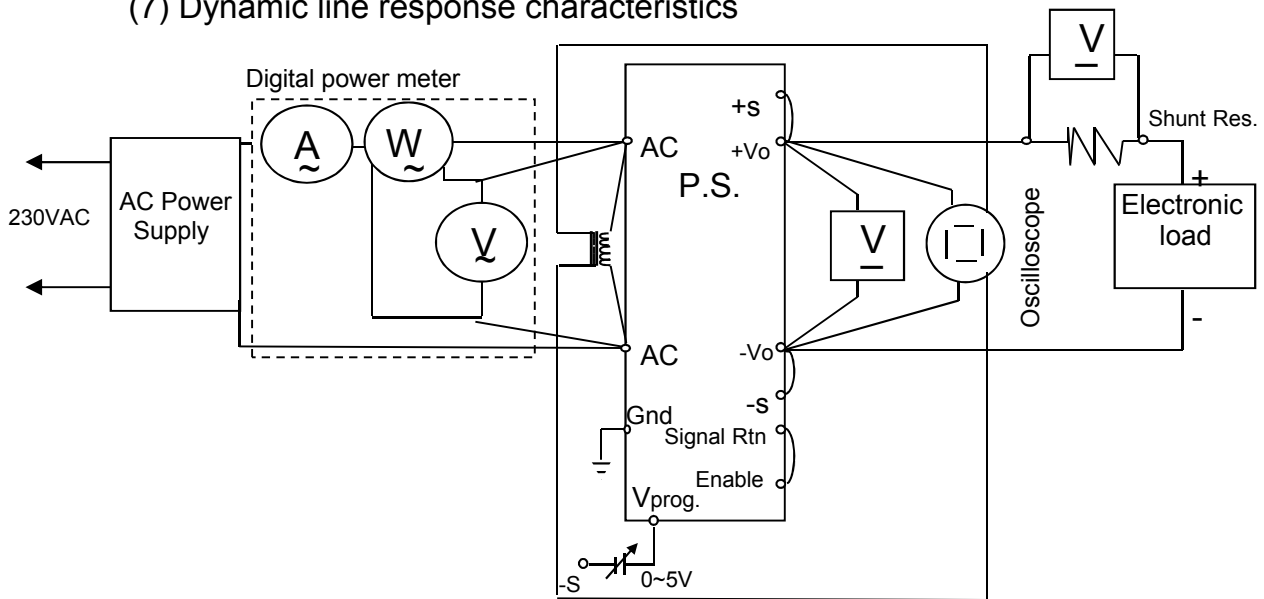 (7) Dynamic line response characteristics
Digital power meter
A
~
W
~
V
~
230VAC
AC Power
Supply
AC
AC
P.S.
+s
+Vo
-Vo
-s
Gnd
Signal Rtn
Enable
Vprog.
-S
0~5V
V
Oscilloscope
V
Shunt Res.
+
Electronic
load
-